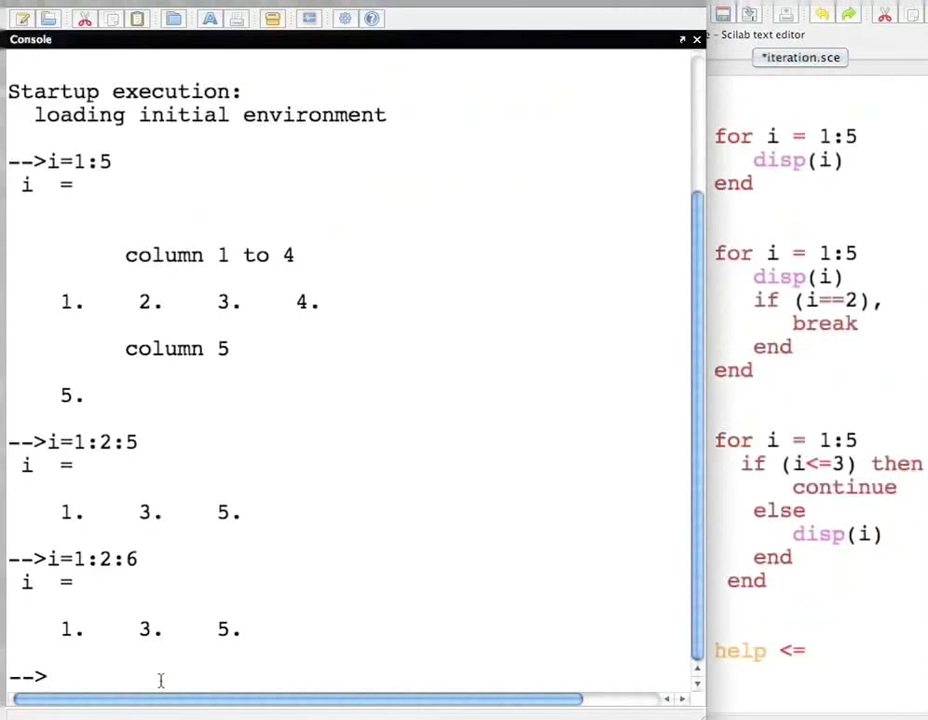 Console
Startup execution:
loading initial environment
-->i=1:5
i =
column 1 to 4
1. 2. 3. 4.
column 5
5.
-->i=1:2:5
i =
1. 3. 5.
-->i=1:2:6
i =
1. 3. 5.
-->
– Scilab text editor
*iteration.sce
for i = 1:5
disp(i)
end
for i = 1:5
disp(i)
if (i==2),
break
end
end
for i = 1:5
if (i<=3) then
continue
else
disp(i)
end
end
help <=